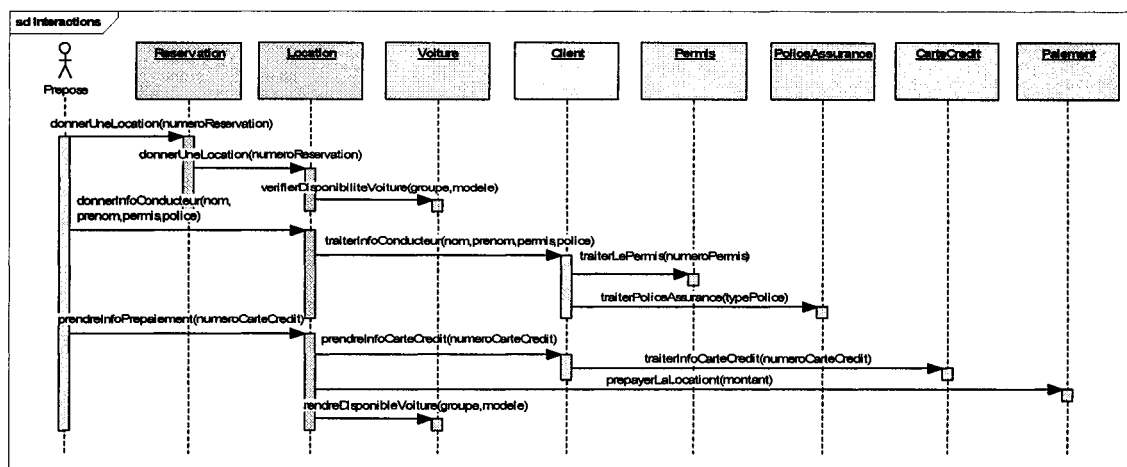 sd Interactions
Prepose
Reservation
Location
Voiture
Client
Permis
PoliceAssurance
CarteCredit
Paiement
donnerUneLocation(numeroReservation)
donnerUneLocation(numeroReservation)
verifierDisponibiliteVoiture(groupe,modele)
donnerInfoConducteur(nom,
prenom,permis,police)
traiterInfoConducteur(nom,prenom,permis,police)
traiterLePermis(numeroPermis)
traiterPoliceAssurance(typePolice)
prendreInfoPrepaiement(numeroCarteCredit)
prendreInfoCarteCredit(numeroCarteCredit)
traiterInfoCarteCredit(numeroCarteCredit)
prepayerLaLocationt(montant)
rendreDisponibleVoiture(groupe,modele)